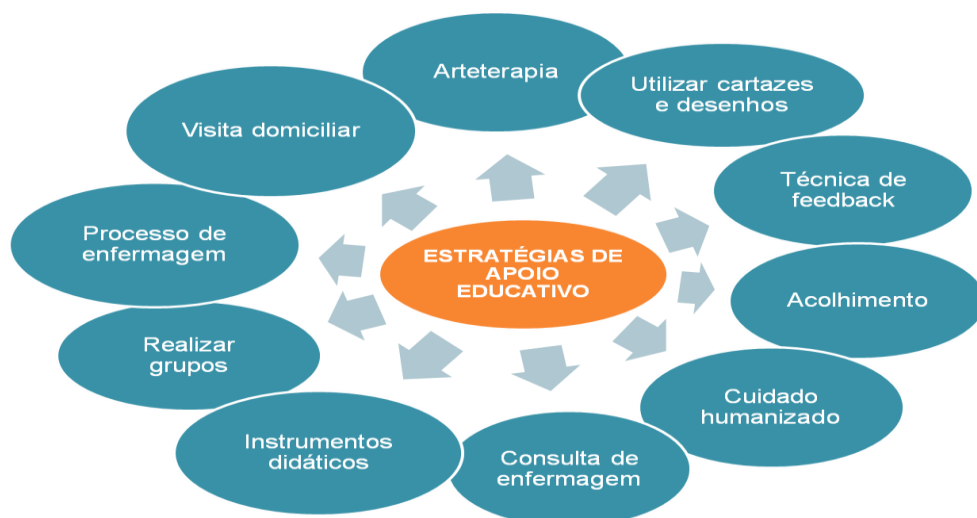 Arteterapia
Utilizar cartazes
e desenhos
Técnica de
feedback
Acolhimento
Cuidado
humanizado
Consulta de
enfermagem
Instrumentos
didáticos
Realizar
grupos
Processo de
enfermagem
Visita domiciliar
ESTRATÉGIAS DE
APOIO
EDUCATIVO